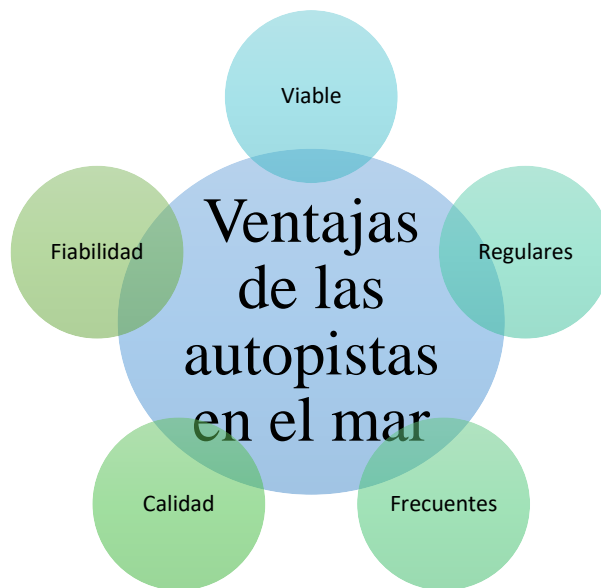 Viable
Fiabilidad
Ventajas
de las
autopistas
en el mar
Regulares
Calidad
Frecuentes